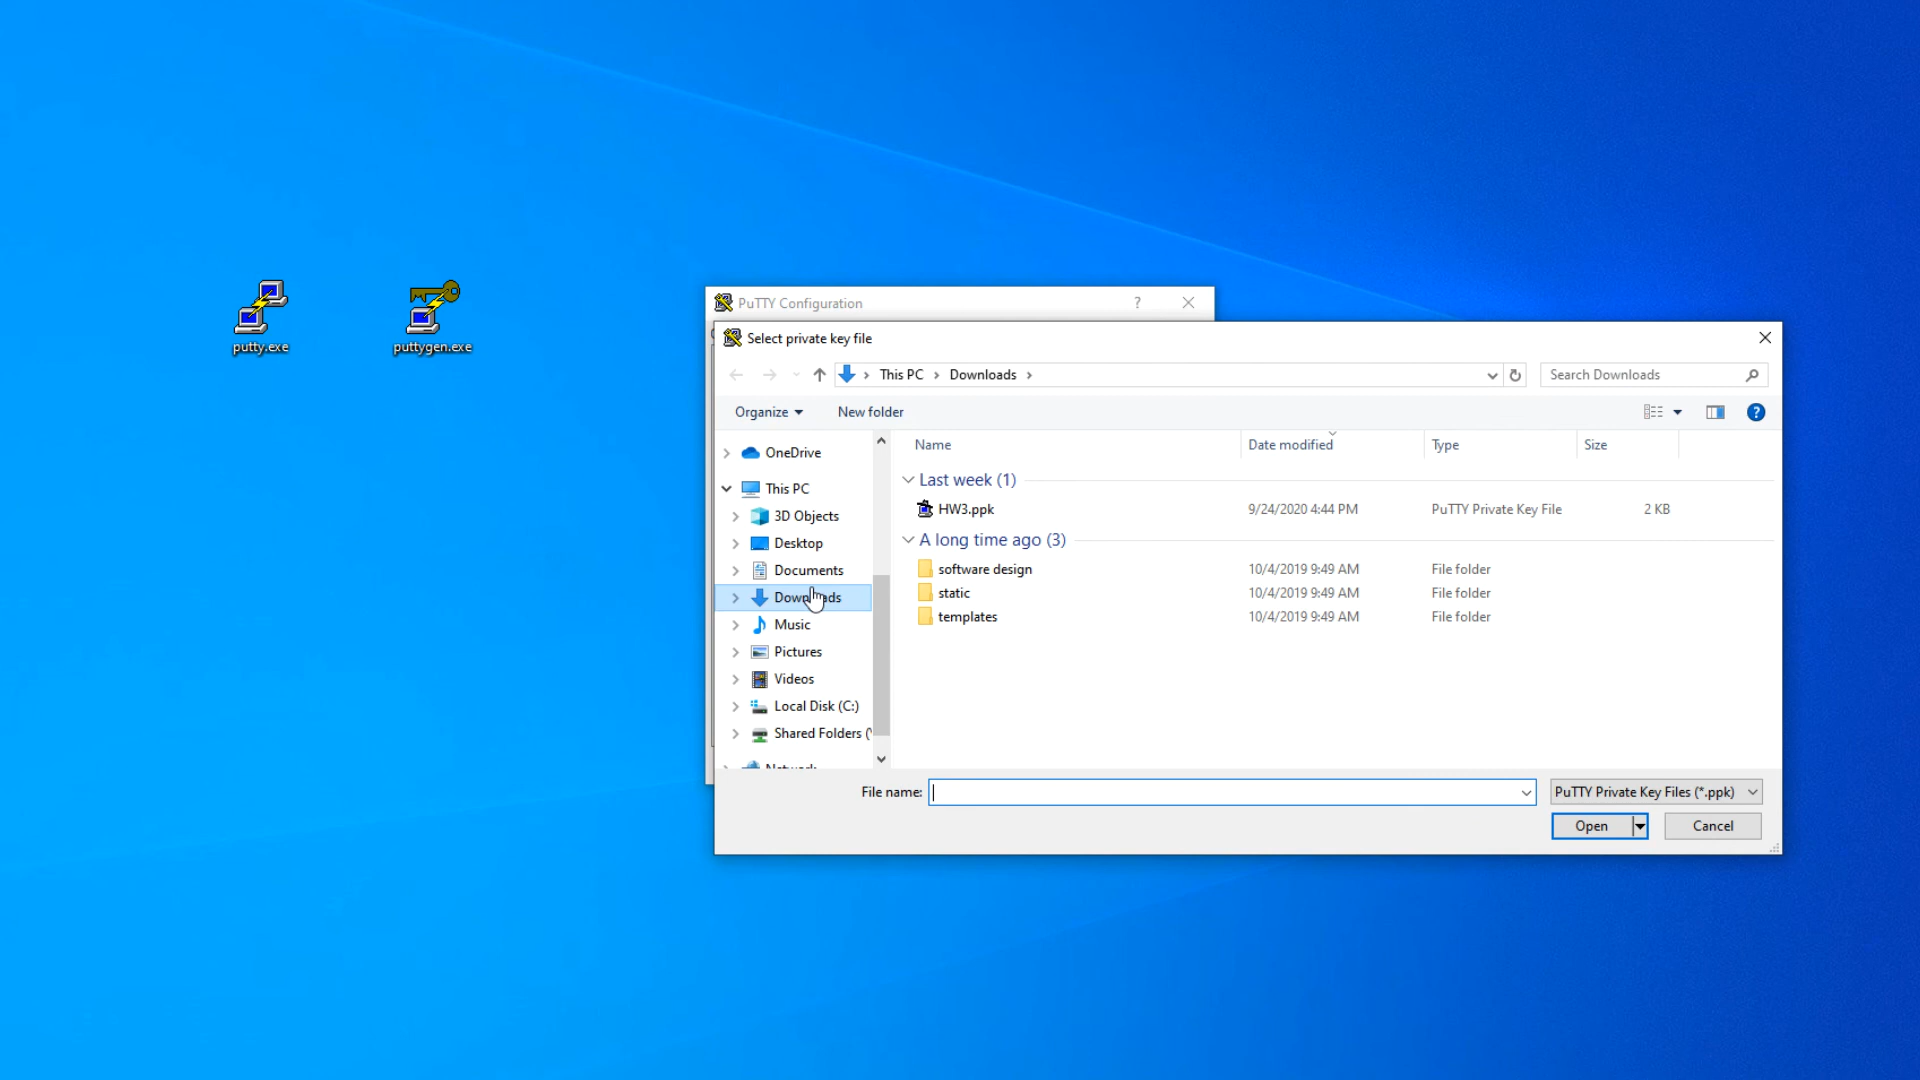 putty.exe
puttygen.exe
PuTTY Configuration ?
Select private key file
This PC Downloads
Search Downloads
Organize New folder ?
Name Date modified Type Size
OneDrive
This PC
3D Objects
Desktop
Documents
Downloads
Music
Pictures
Videos
Local Disk (C:)
Shared Folders (
Last week (1)
HW3.ppk 9/24/2020 4:44 PM PuTTY Private Key File 2 KB
A long time ago (3)
software design 10/4/2019 9:49 AM File folder
static 10/4/2019 9:49 AM File folder
templates 10/4/2019 9:49 AM File folder
File name: PuTTY Private Key Files (*.ppk)
Open Cancel